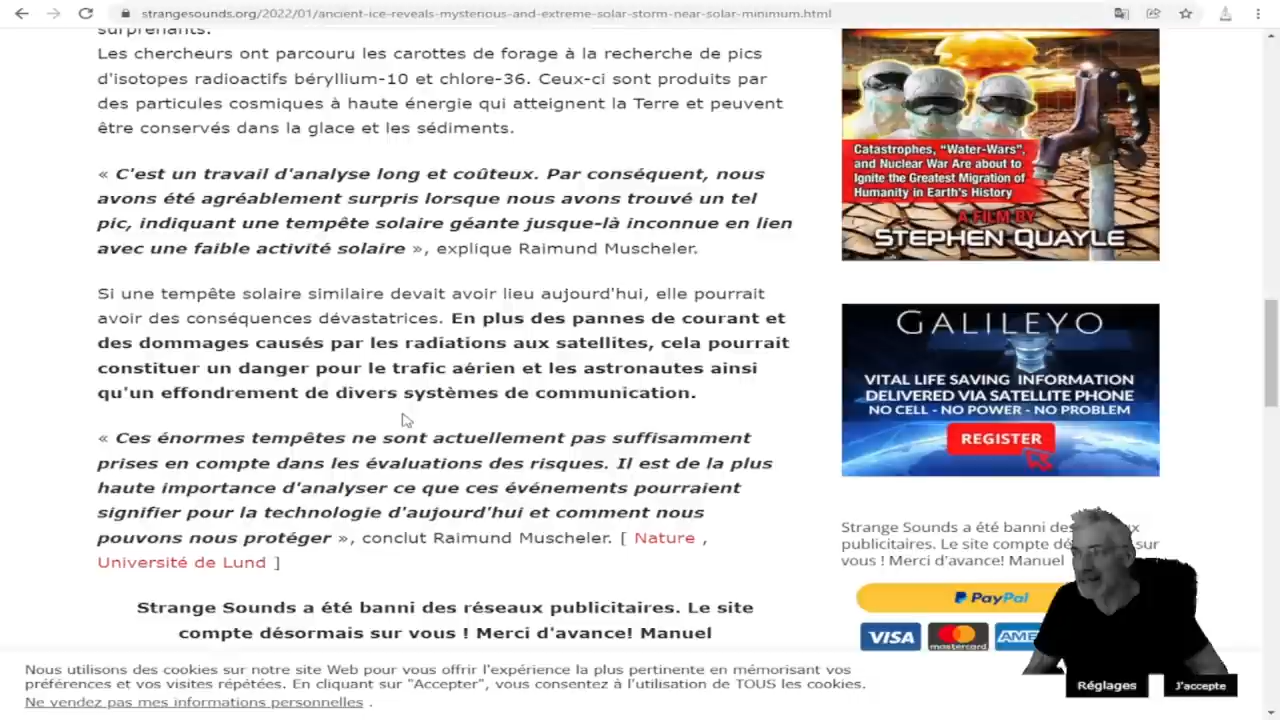 strangesounds.org/2022/01/ancient-ice-reveals-mysterious-and-extreme-solar-storm-near-solar-minimum.html
surprenants.
Les chercheurs ont parcouru les carottes de forage à la recherche de pics
d'isotopes radioactifs béryllium-10 et chlore-36. Ceux-ci sont produits par
des particules cosmiques à haute énergie qui atteignent la Terre et peuvent
être conservés dans la glace et les sédiments.
« C'est un travail d'analyse long et coûteux. Par conséquent, nous
avons été agréablement surpris lorsque nous avons trouvé un tel
pic, indiquant une tempête solaire géante jusque-là inconnue en lien
avec une faible activité solaire », explique Raimund Muscheler.
Si une tempête solaire similaire devait avoir lieu aujourd'hui, elle pourrait
avoir des conséquences dévastatrices. En plus des pannes de courant et
des dommages causés par les radiations aux satellites, cela pourrait
constituer un danger pour le trafic aérien et les astronautes ainsi
qu'un effondrement de divers systèmes de communication.
« Ces énormes tempêtes ne sont actuellement pas suffisamment
prises en compte dans les évaluations des risques. Il est de la plus
haute importance d'analyser ce que ces événements pourraient
signifier pour la technologie d'aujourd'hui et comment nous
pouvons nous protéger », conclut Raimund Muscheler. [ Nature ,
Université de Lund ]
Strange Sounds a été banni des réseaux publicitaires. Le site
compte désormais sur vous ! Merci d'avance! Manuel
Catastrophes, "Water-Wars",
and Nuclear War Are about to
Ignite the Greatest Migration of
Humanity in Earth's History
A FILM BY
STEPHEN QUAYLE
GALILEYO
VITAL LIFE SAVING INFORMATION
DELIVERED VIA SATELLITE PHONE
NO CELL - NO POWER - NO PROBLEM
REGISTER
Strange Sounds a été banni des
publicitaires. Le site compte sur
vous ! Merci d'avance! Manuel
PayPal
VISA mastercard
Nous utilisons des cookies sur notre site Web pour vous offrir l'expérience la plus pertinente en mémorisant vos
préférences et vos visites répétées. En cliquant sur "Accepter", vous consentez à l'utilisation de TOUS les cookies.
Ne vendez pas mes informations personnelles .
Réglages J'accepte